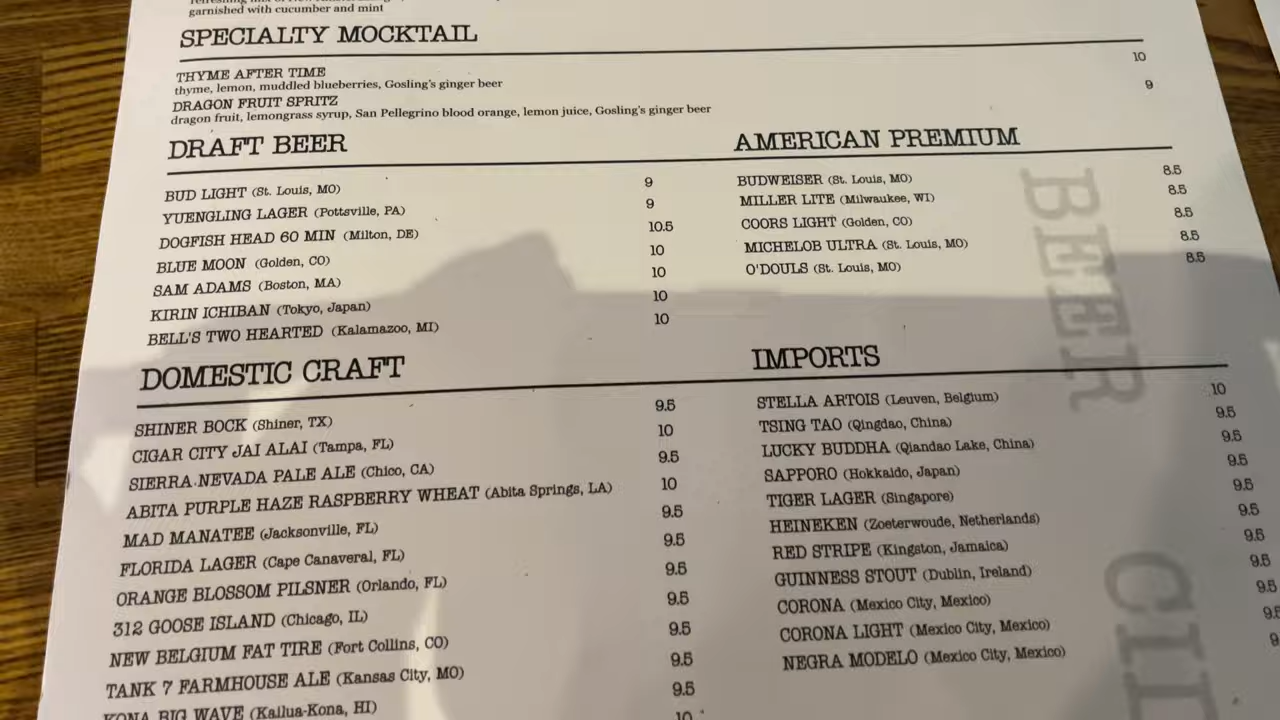 garnished with cucumber and mint
SPECIALTY MOCKTAIL
THYME AFTER TIME 10
thyme, lemon, muddled blueberries, Gosling's ginger beer
DRAGON FRUIT SPRITZ 9
dragon fruit, lemongrass syrup, San Pellegrino blood orange, lemon juice, Gosling's ginger beer
DRAFT BEER
BUD LIGHT (St. Louis, MO) 9
YUENGLING LAGER (Pottsville, PA) 9
DOGFISH HEAD 60 MIN (Milton, DE) 10.5
BLUE MOON (Golden, CO) 10
SAM ADAMS (Boston, MA) 10
KIRIN ICHIBAN (Tokyo, Japan) 10
BELL'S TWO HEARTED (Kalamazoo, MI) 10
AMERICAN PREMIUM
BUDWEISER (St. Louis, MO) 8.5
MILLER LITE (Milwaukee, WI) 8.5
COORS LIGHT (Golden, CO) 8.5
MICHELOB ULTRA (St. Louis, MO) 8.5
O'DOULS (St. Louis, MO) 8.5
BEER
DOMESTIC CRAFT
SHINER BOCK (Shiner, TX) 9.5
CIGAR CITY JAI ALAI (Tampa, FL) 10
SIERRA NEVADA PALE ALE (Chico, CA) 9.5
ABITA PURPLE HAZE RASPBERRY WHEAT (Abita Springs, LA) 10
MAD MANATEE (Jacksonville, FL) 9.5
FLORIDA LAGER (Cape Canaveral, FL) 9.5
ORANGE BLOSSOM PILSNER (Orlando, FL) 9.5
312 GOOSE ISLAND (Chicago, IL) 9.5
NEW BELGIUM FAT TIRE (Fort Collins, CO) 9.5
TANK 7 FARMHOUSE ALE (Kansas City, MO) 9.5
KONA BIG WAVE (Kailua-Kona, HI) 9.5
10
IMPORTS
STELLA ARTOIS (Leuven, Belgium) 10
TSING TAO (Qingdao, China) 9.5
LUCKY BUDDHA (Qiandao Lake, China) 9.5
SAPPORO (Hokkaido, Japan) 9.5
TIGER LAGER (Singapore) 9.5
HEINEKEN (Zoeterwoude, Netherlands) 9.5
RED STRIPE (Kingston, Jamaica) 9.5
GUINNESS STOUT (Dublin, Ireland) 9.5
CORONA (Mexico City, Mexico) 9.5
CORONA LIGHT (Mexico City, Mexico) 9.5
NEGRA MODELO (Mexico City, Mexico)